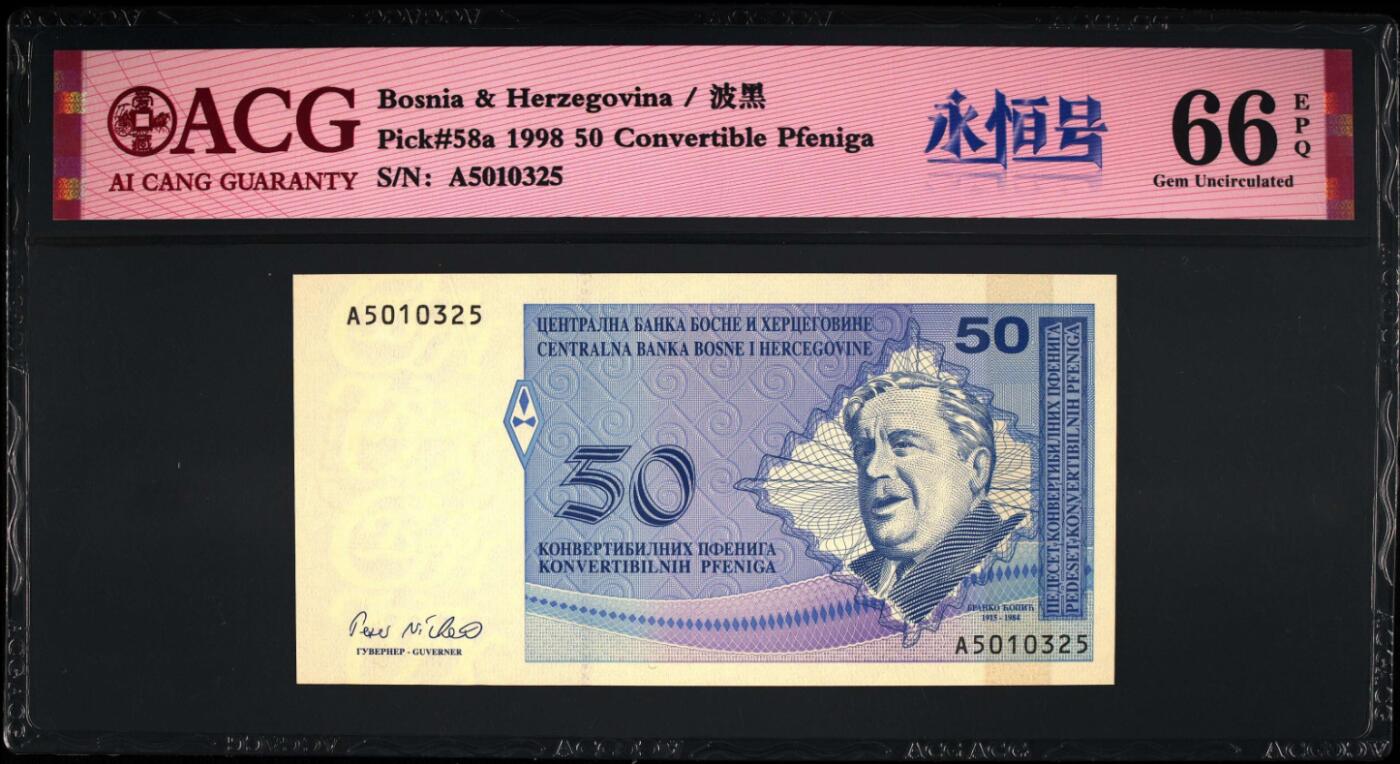 ACG
AI CANG GUARANTY
Bosnia & Herzegovina / 波黑
Pick#58a 1998 50 Convertible Pfeniga
S/N: A5010325
永恒号
66
EPQ
Gem Uncirculated
A5010325
ЦЕНТРАЛНА БАНКА БОСНЕ И ХЕРЦЕГОВИНЕ
CENTRALNA BANKA BOSNE I HERCEGOVINE
50
ПЕДЕСЕТ КОНВЕРТИБИЛНИХ ПФЕНИГА
PEDESET KONVERTIBILNIH PFENIGA
50
КОНВЕРТИБИЛНИХ ПФЕНИГА
KONVERTIBILNIH PFENIGA
БРАНКО ЋОПИЋ
1915 - 1984
ГУВЕРНЕР - GUVERNER
A5010325